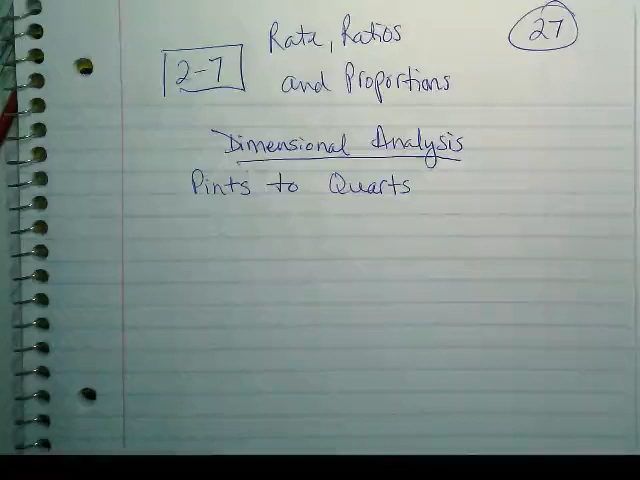 27
Rate, Ratios
2-7
and Proportions
Dimensional Analysis
Pints to Quarts